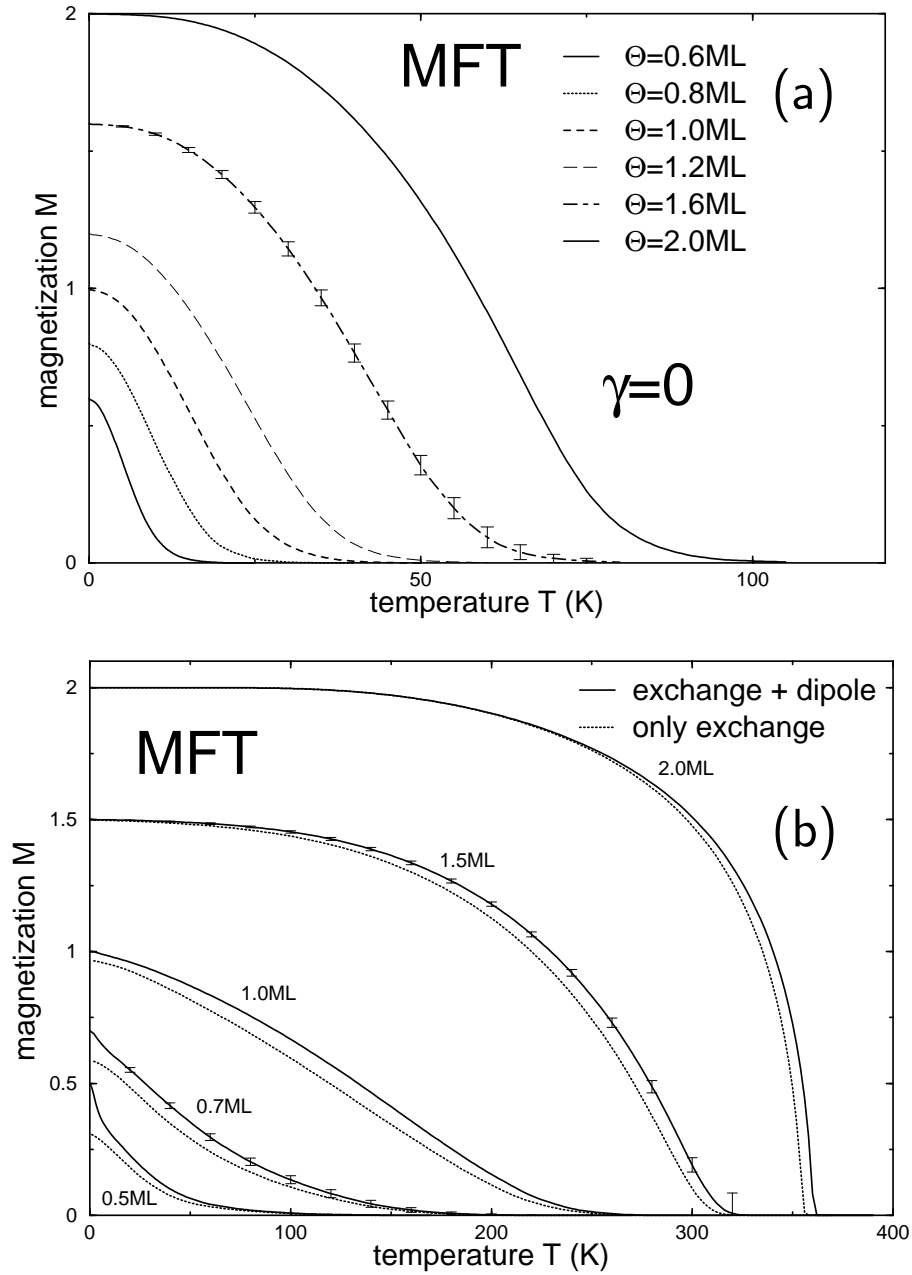 2
MFT
Θ=0.6ML
(a)
Θ=0.8ML
Θ=1.0ML
Θ=1.2ML
Θ=1.6ML
Θ=2.0ML
magnetization M
1
γ=0
0
0
50
100
temperature T (K)
2
exchange + dipole
only exchange
MFT
2.0ML
(b)
1.5
1.5ML
magnetization M
1
1.0ML
0.5
0.7ML
0.5ML
0
0
100
200
300
400
temperature T (K)